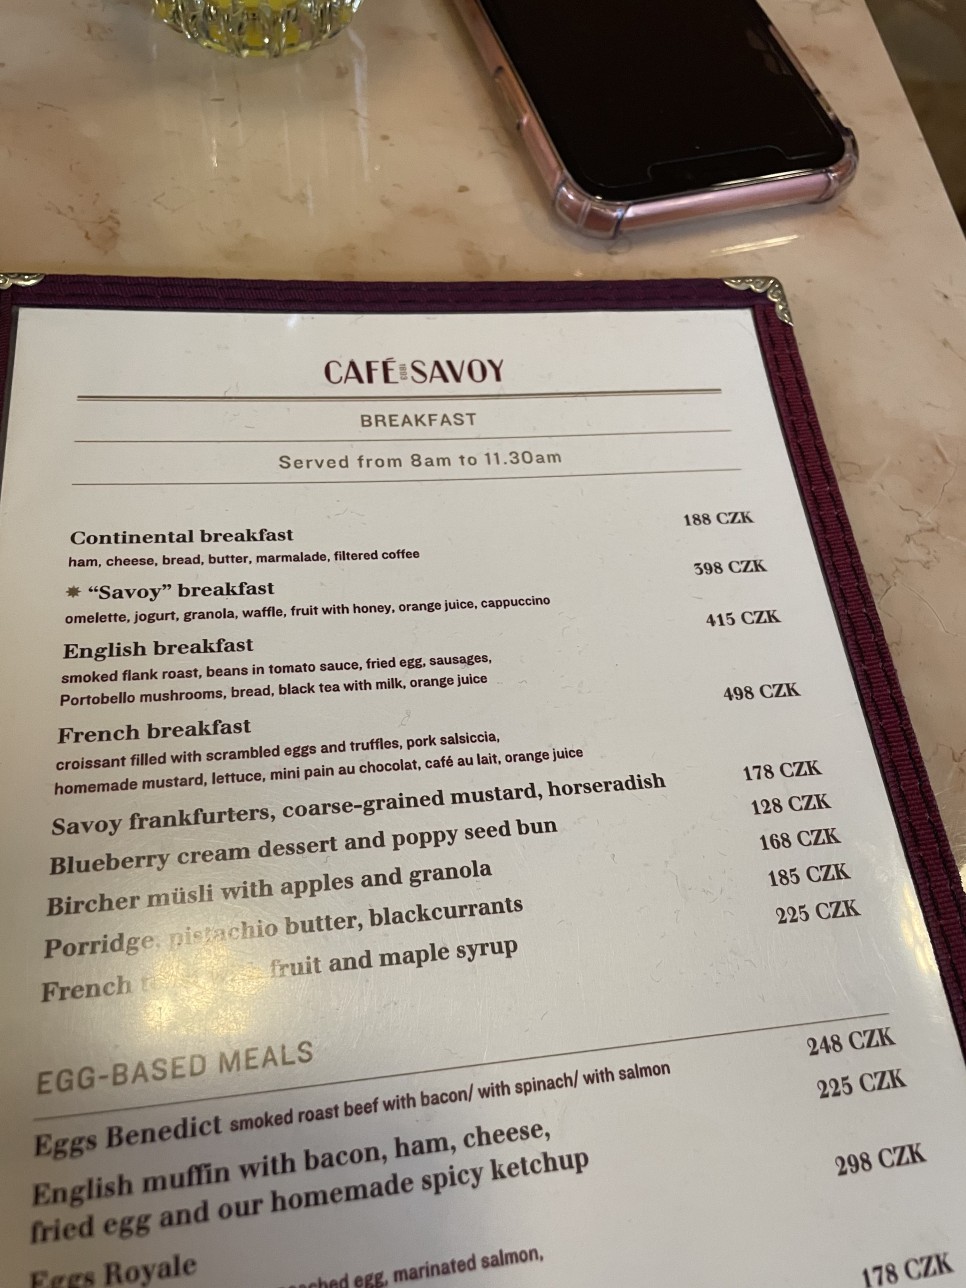 CAFÉ 1893 SAVOY
BREAKFAST
Served from 8am to 11.30am
Continental breakfast 188 CZK
ham, cheese, bread, butter, marmalade, filtered coffee
✸ “Savoy” breakfast 398 CZK
omelette, jogurt, granola, waffle, fruit with honey, orange juice, cappuccino
English breakfast 415 CZK
smoked flank roast, beans in tomato sauce, fried egg, sausages,
Portobello mushrooms, bread, black tea with milk, orange juice
French breakfast 498 CZK
croissant filled with scrambled eggs and truffles, pork salsiccia,
homemade mustard, lettuce, mini pain au chocolat, café au lait, orange juice
Savoy frankfurters, coarse-grained mustard, horseradish 178 CZK
Blueberry cream dessert and poppy seed bun 128 CZK
Bircher müsli with apples and granola 168 CZK
Porridge, pistachio butter, blackcurrants 185 CZK
French fruit and maple syrup 225 CZK
EGG-BASED MEALS
Eggs Benedict smoked roast beef with bacon/ with spinach/ with salmon 248 CZK
English muffin with bacon, ham, cheese, 225 CZK
fried egg and our homemade spicy ketchup
Eggs Royale 298 CZK
egg, marinated salmon,
178 CZK